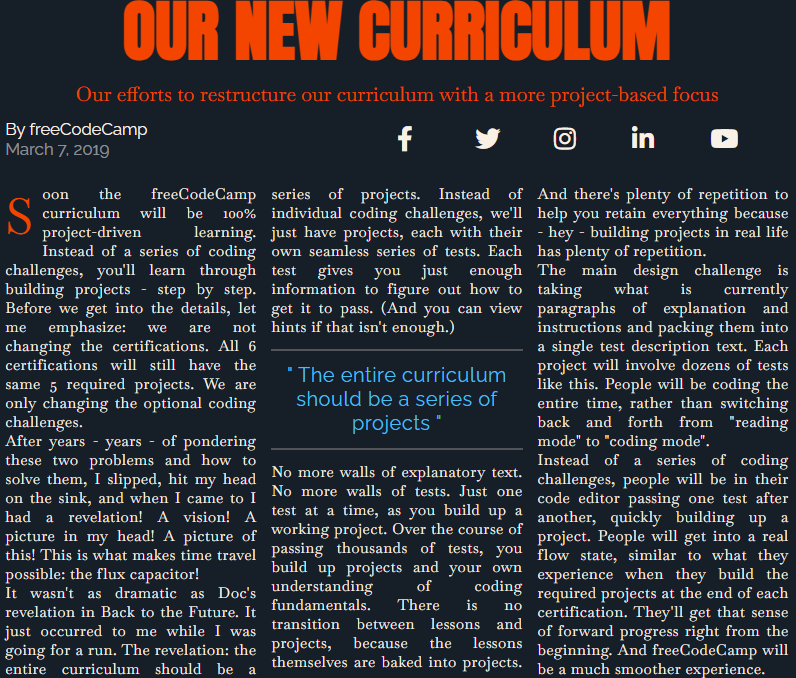 OUR NEW CURRICULUM
Our efforts to restructure our curriculum with a more project-based focus
By freeCodeCamp
March 7, 2019
Soon the freeCodeCamp
curriculum will be 100%
project-driven learning.
Instead of a series of coding
challenges, you'll learn through
building projects - step by step.
Before we get into the details, let
me emphasize: we are not
changing the certifications. All 6
certifications will still have the
same 5 required projects. We are
only changing the optional coding
challenges.
After years - years - of pondering
these two problems and how to
solve them, I slipped, hit my head
on the sink, and when I came to I
had a revelation! A vision! A
picture in my head! A picture of
this! This is what makes time travel
possible: the flux capacitor!
It wasn't as dramatic as Doc's
revelation in Back to the Future. It
just occurred to me while I was
going for a run. The revelation: the
entire curriculum should be a
series of projects. Instead of
individual coding challenges, we'll
just have projects, each with their
own seamless series of tests. Each
test gives you just enough
information to figure out how to
get it to pass. (And you can view
hints if that isn't enough.)
" The entire curriculum
should be a series of
projects "
No more walls of explanatory text.
No more walls of tests. Just one
test at a time, as you build up a
working project. Over the course of
passing thousands of tests, you
build up projects and your own
understanding of coding
fundamentals. There is no
transition between lessons and
projects, because the lessons
themselves are baked into projects.
And there's plenty of repetition to
help you retain everything because
- hey - building projects in real life
has plenty of repetition.
The main design challenge is
taking what is currently
paragraphs of explanation and
instructions and packing them into
a single test description text. Each
project will involve dozens of tests
like this. People will be coding the
entire time, rather than switching
back and forth from "reading
mode" to "coding mode".
Instead of a series of coding
challenges, people will be in their
code editor passing one test after
another, quickly building up a
project. People will get into a real
flow state, similar to what they
experience when they build the
required projects at the end of each
certification. They'll get that sense
of forward progress right from the
beginning. And freeCodeCamp will
be a much smoother experience.